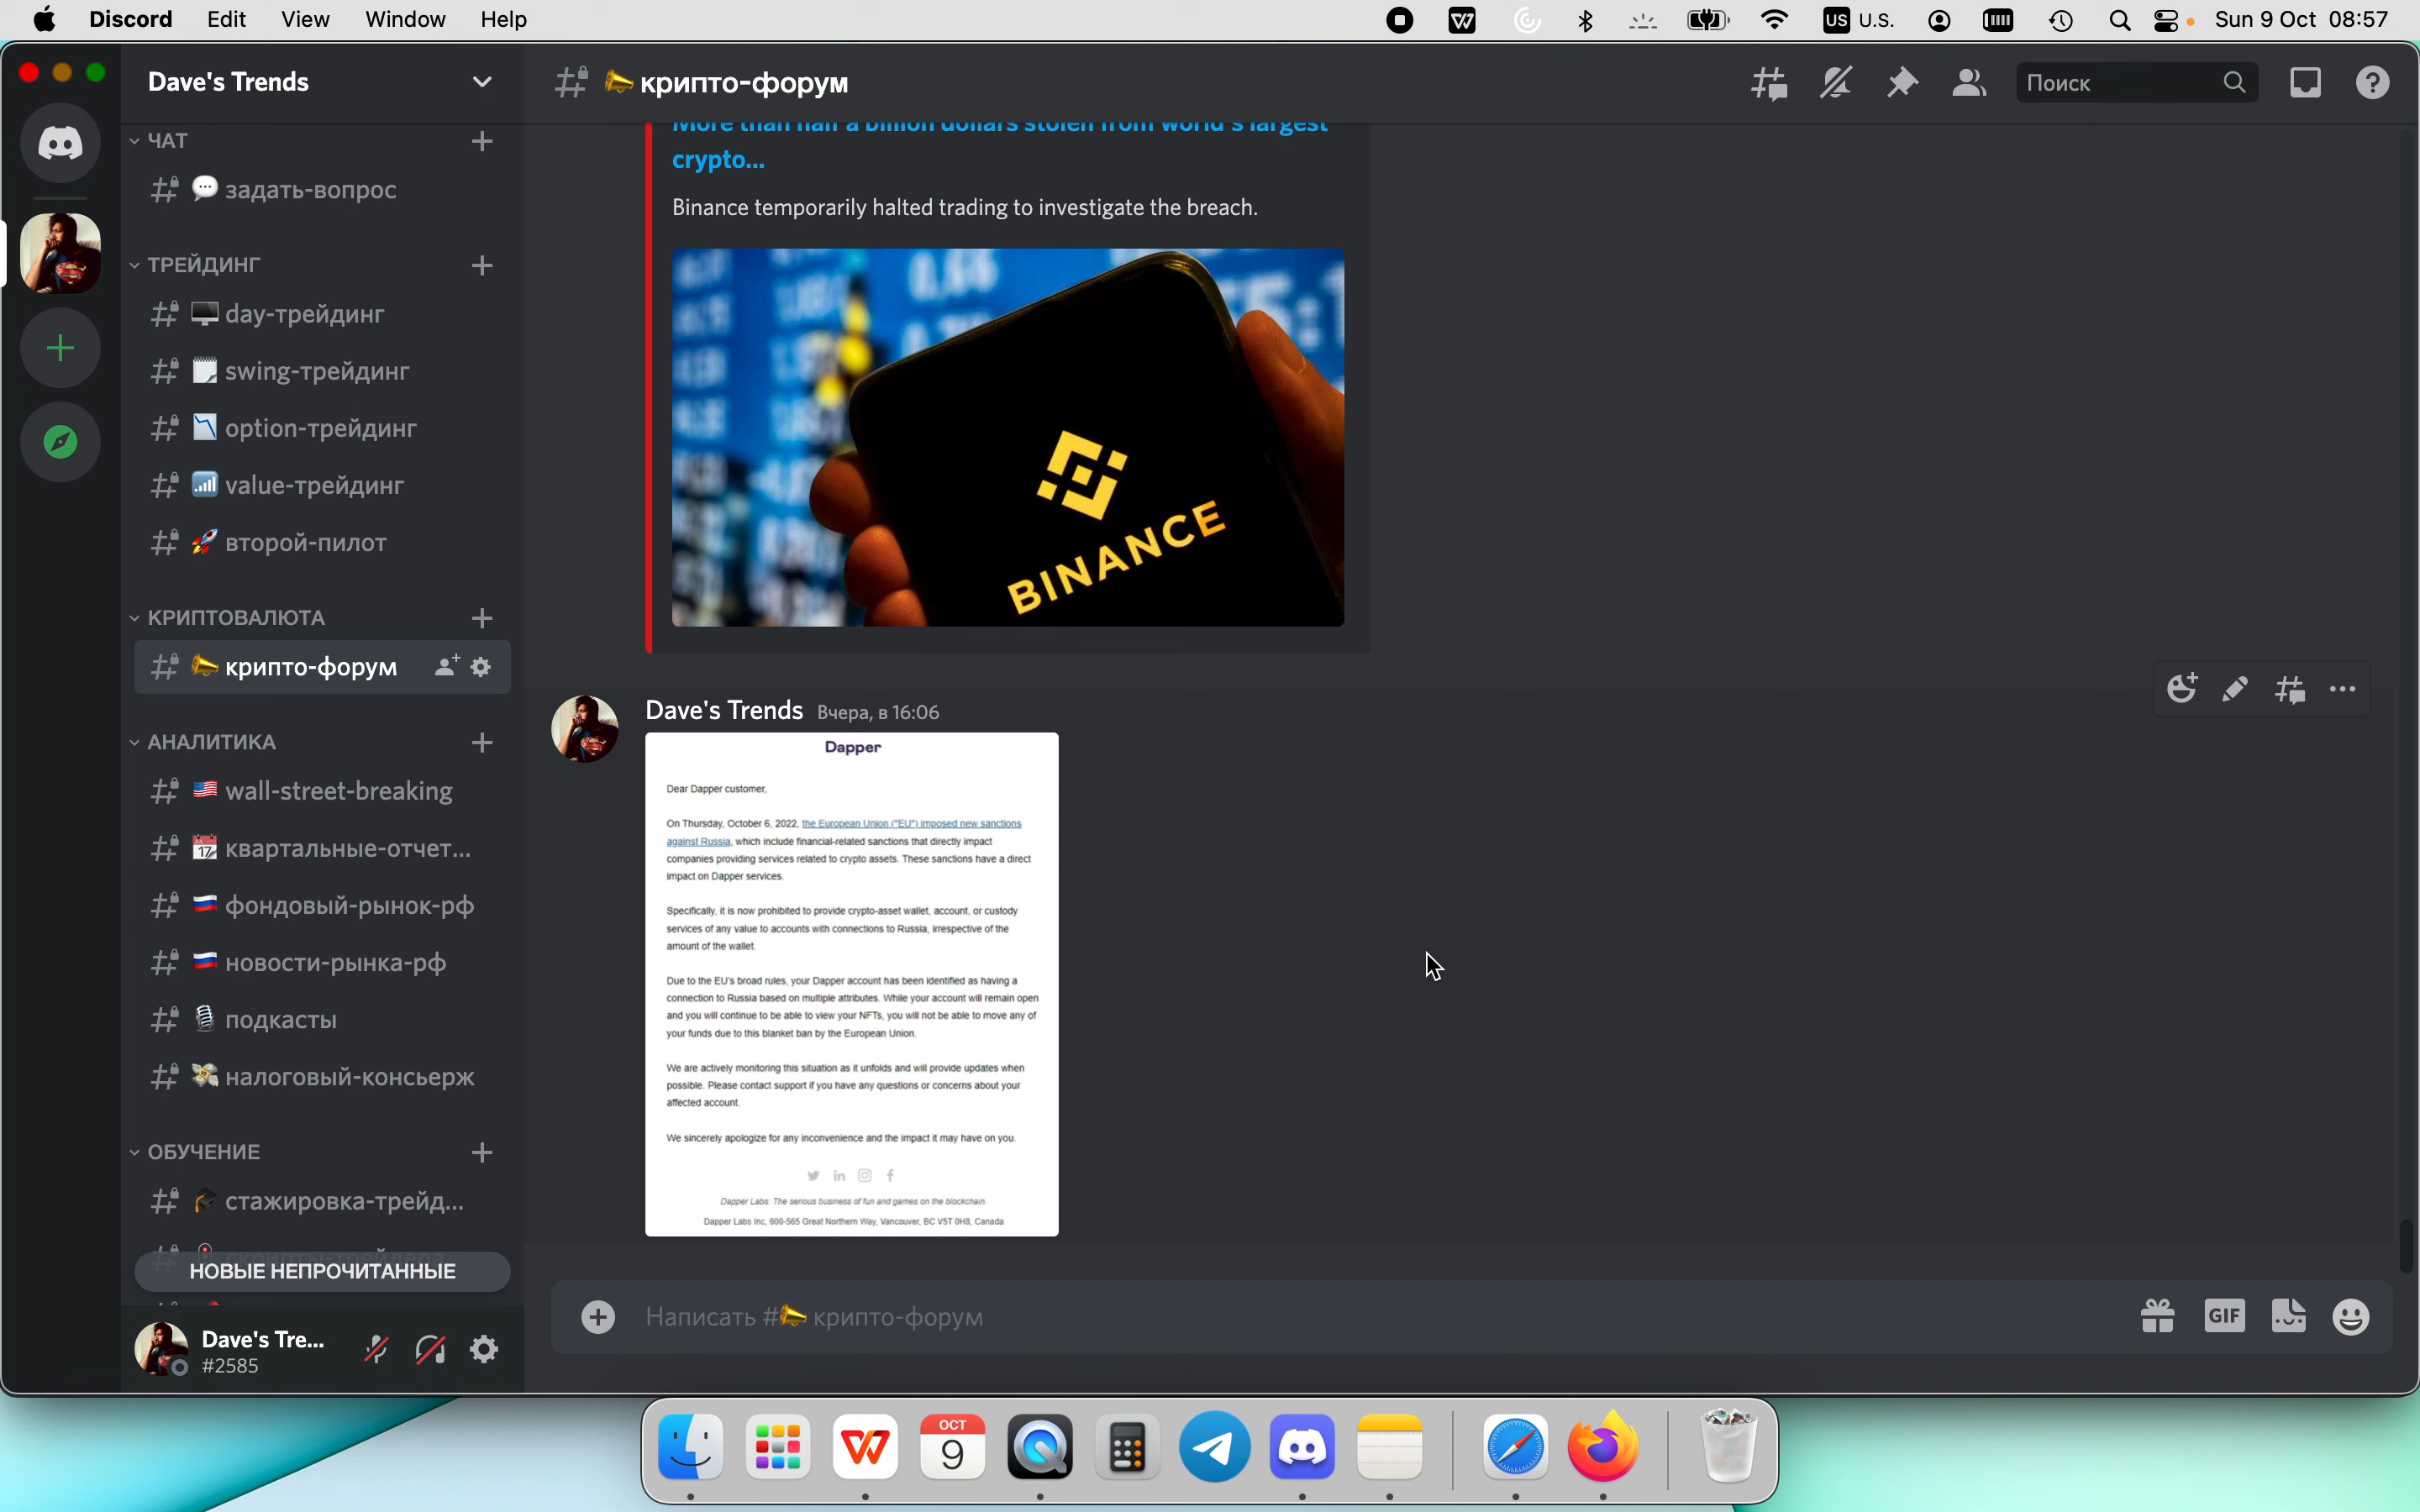 Discord Edit View Window Help
US U.S. Sun 9 Oct 08:57
Dave's Trends
ЧАТ
задать-вопрос
ТРЕЙДИНГ
day-трейдинг
swing-трейдинг
option-трейдинг
value-трейдинг
второй-пилот
КРИПТОВАЛЮТА
крипто-форум
АНАЛИТИКА
wall-street-breaking
17
квартальные-отчет...
фондовый-рынок-рф
новости-рынка-рф
подкасты
налоговый-консьерж
ОБУЧЕНИЕ
стажировка-трейд...
скрипты-трейдера
НОВЫЕ НЕПРОЧИТАННЫЕ
Dave's Tre...
#2585
крипто-форум
Поиск
More than half a billion dollars stolen from world's largest
crypto...
Binance temporarily halted trading to investigate the breach.
BINANCE
Dave's Trends Вчера, в 16:06
Dapper
Dear Dapper customer,
On Thursday, October 6, 2022, the European Union ("EU") imposed new sanctions
against Russia, which include financial-related sanctions that directly impact
companies providing services related to crypto assets. These sanctions have a direct
impact on Dapper services.
Specifically, it is now prohibited to provide crypto-asset wallet, account, or custody
services of any value to accounts with connections to Russia, irrespective of the
amount of the wallet.
Due to the EU's broad rules, your Dapper account has been identified as having a
connection to Russia based on multiple attributes. While your account will remain open
and you will continue to be able to view your NFTs, you will not be able to move any of
your funds due to this blanket ban by the European Union.
We are actively monitoring this situation as it unfolds and will provide updates when
possible. Please contact support if you have any questions or concerns about your
affected account.
We sincerely apologize for any inconvenience and the impact it may have on you.
Dapper Labs: The serious business of fun and games on the blockchain.
Dapper Labs Inc, 600-565 Great Northern Way, Vancouver, BC V5T 0H8, Canada
Написать # крипто-форум
GIF
OCT
9